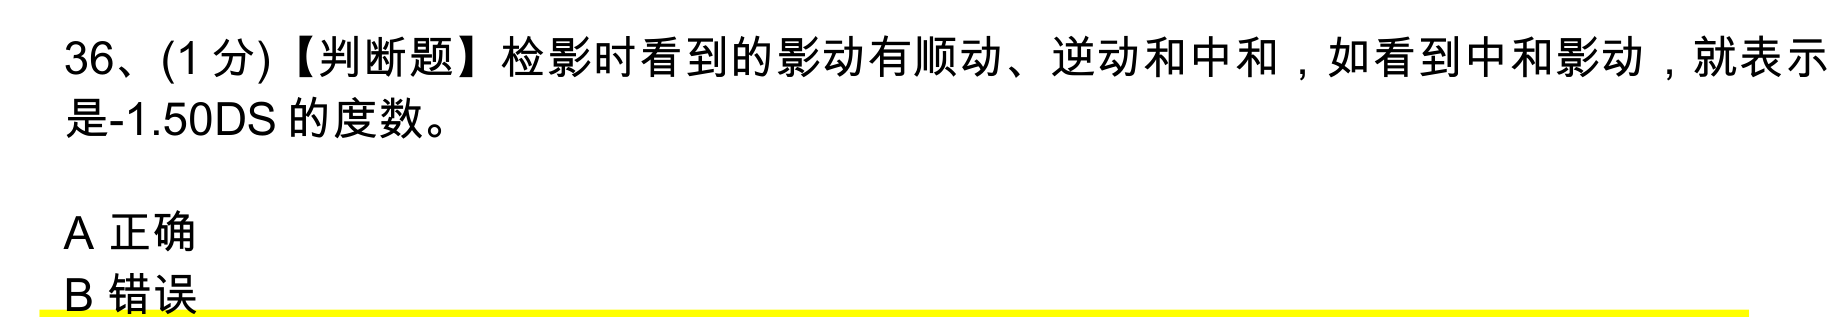 36、(1 分)【判断题】检影时看到的影动有顺动、逆动和中和，如看到中和影动，就表示
是-1.50DS 的度数。
A 正确
B 错误